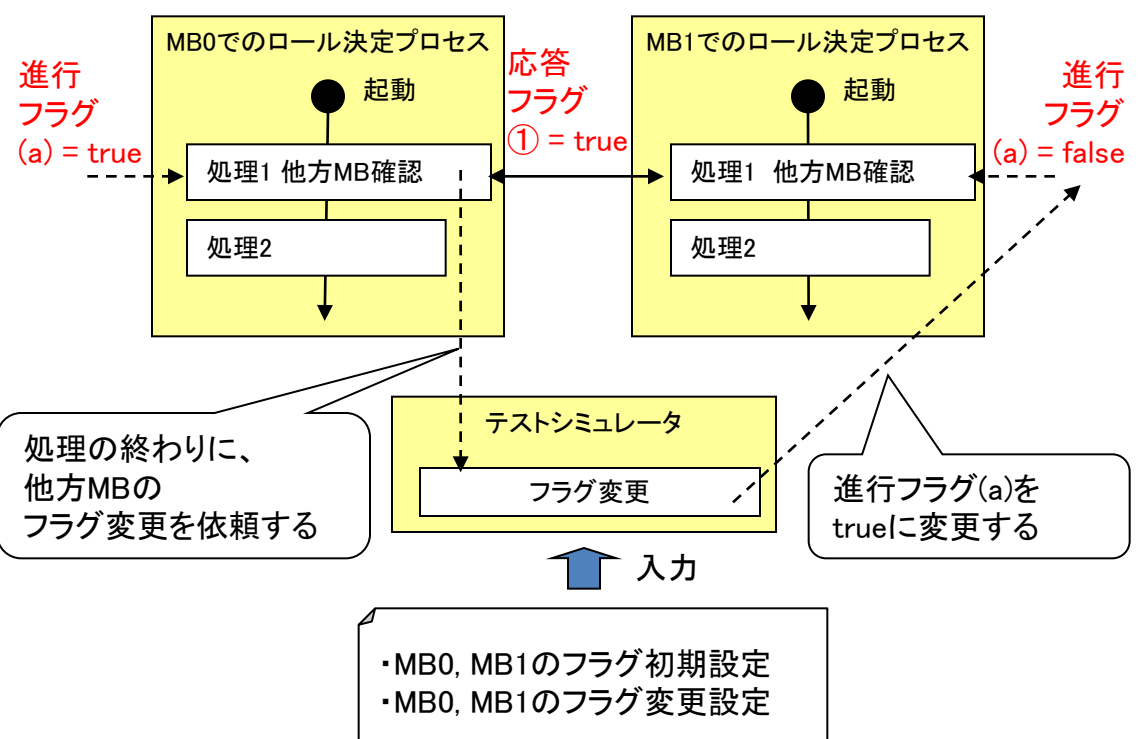 MB0でのロール決定プロセス
起動
進行
フラグ
(a) = true
処理1 他方MB確認
処理2
応答
フラグ
① = true
MB1でのロール決定プロセス
起動
進行
フラグ
(a) = false
処理1 他方MB確認
処理2
処理の終わりに、
他方MBの
フラグ変更を依頼する
テストシミュレータ
フラグ変更
進行フラグ(a)を
trueに変更する
入力
・MB0, MB1のフラグ初期設定
・MB0, MB1のフラグ変更設定